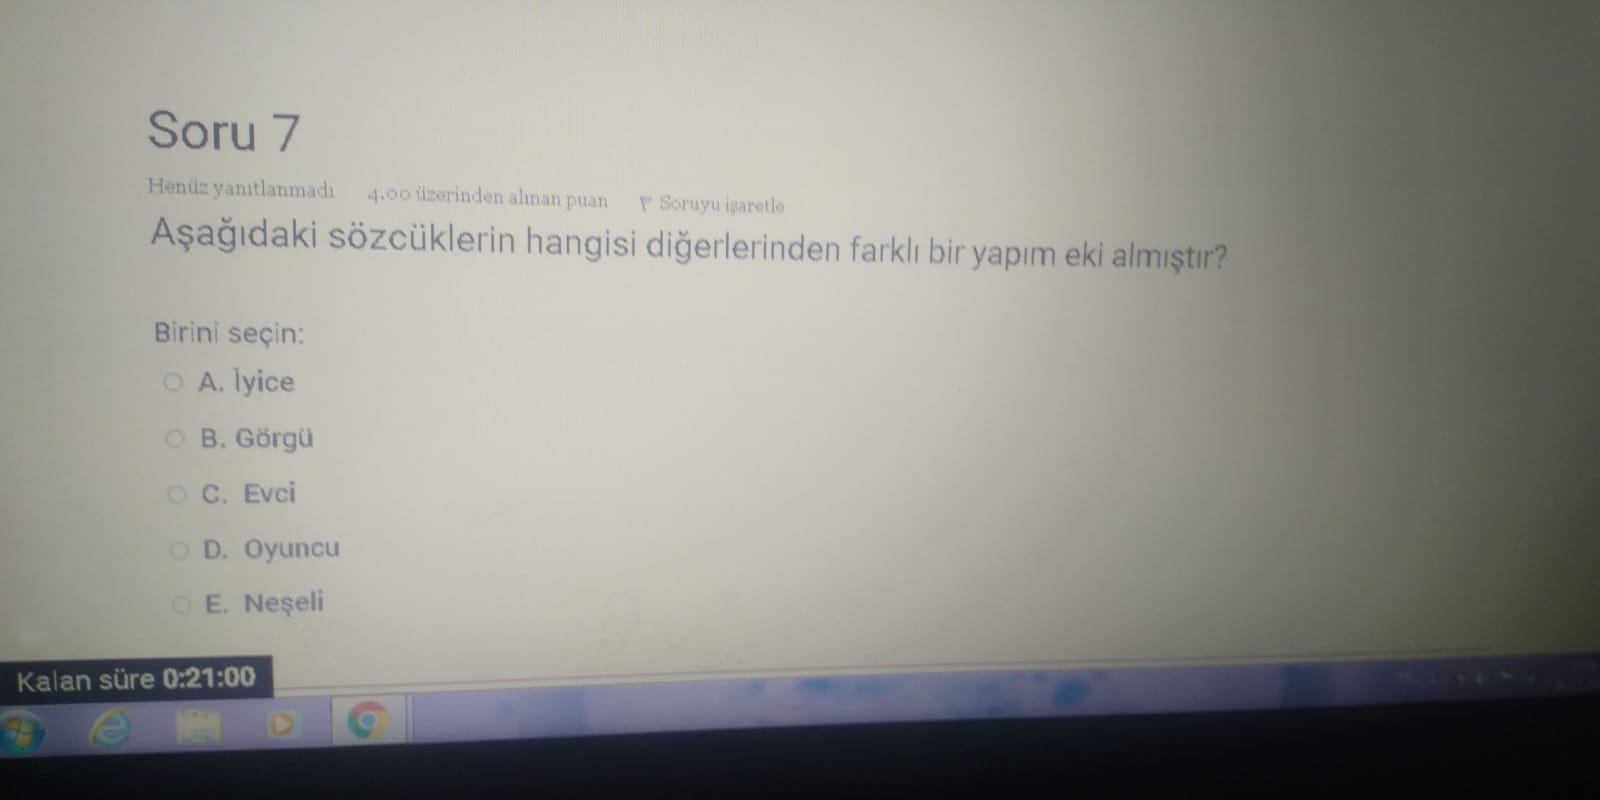 Soru 7
Henüz yanıtlanmadı 4.00 üzerinden alınan puan Soruyu işaretle
Aşağıdaki sözcüklerin hangisi diğerlerinden farklı bir yapım eki almıştır?
Birini seçin:
A. İyice
B. Görgü
C. Evci
D. Oyuncu
E. Neşeli
Kalan süre 0:21:00